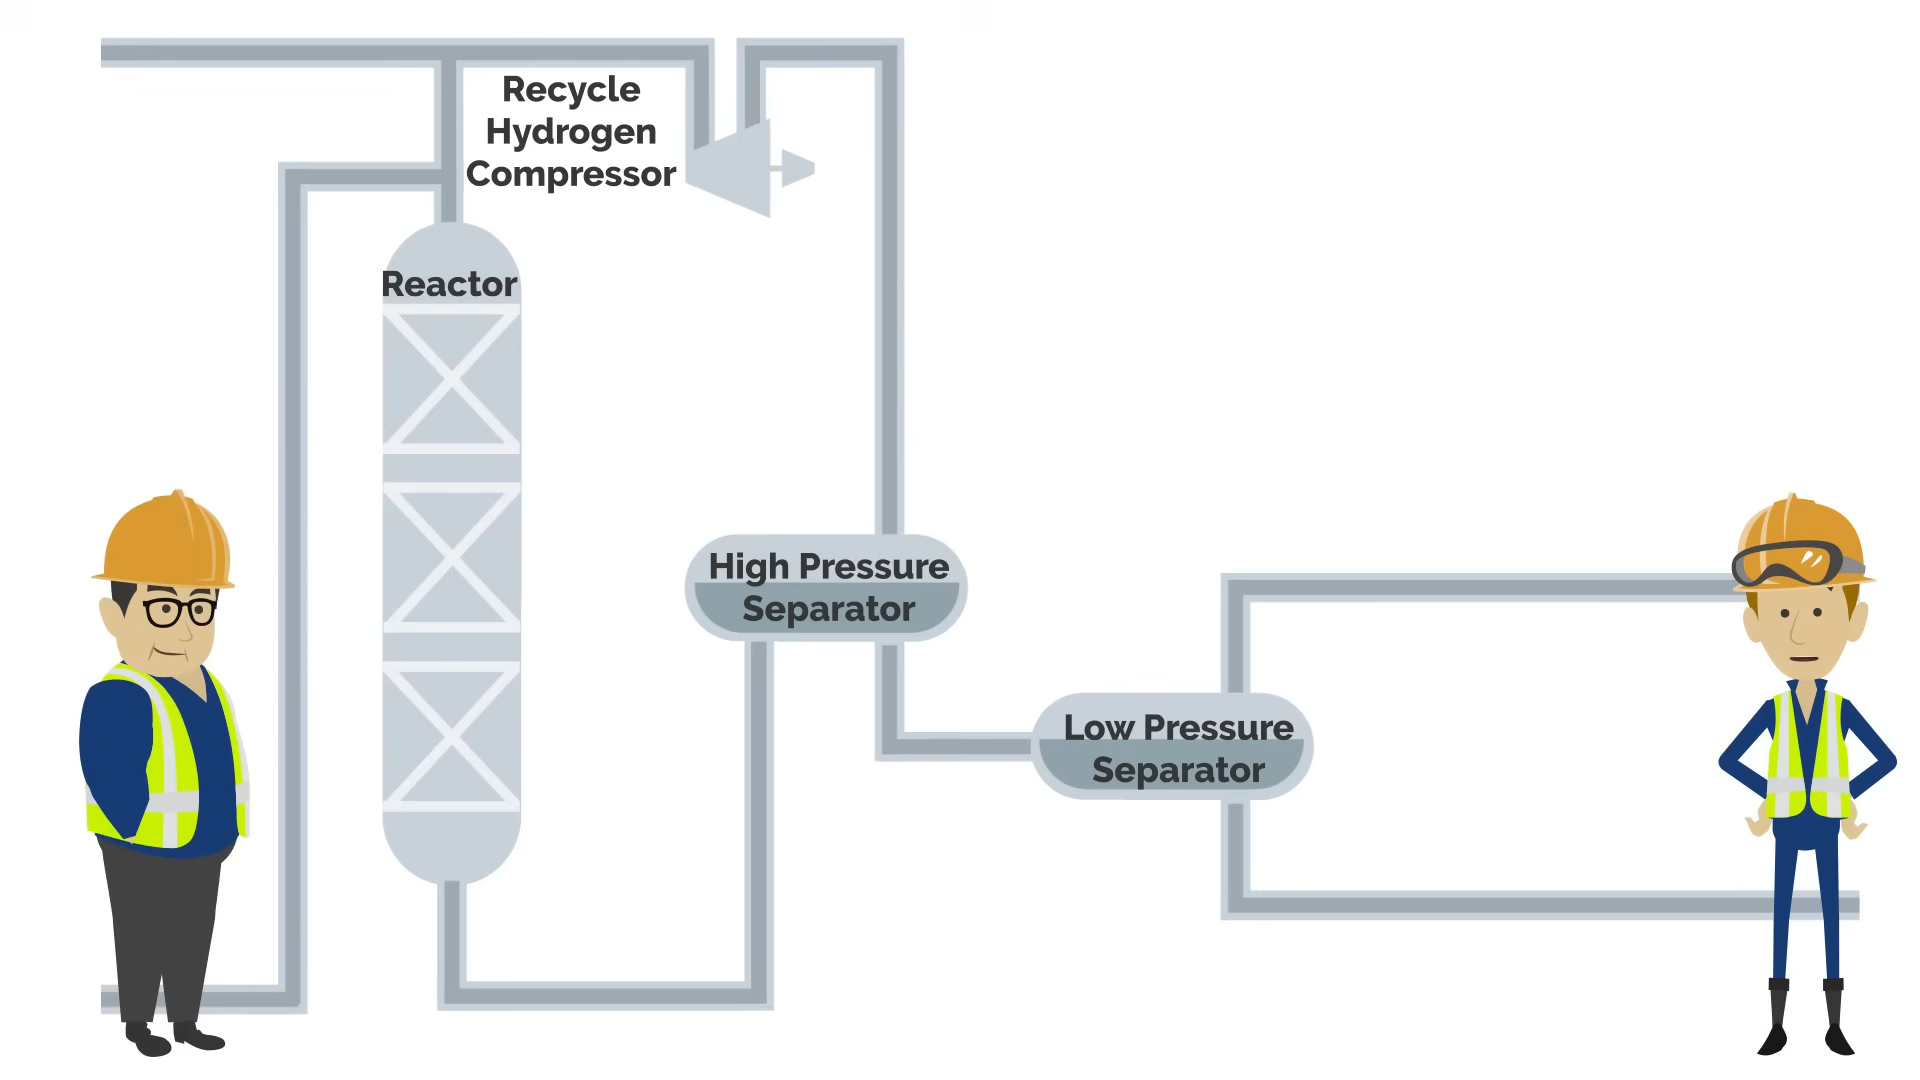 Recycle
Hydrogen
Compressor
Reactor
High Pressure
Separator
Low Pressure
Separator